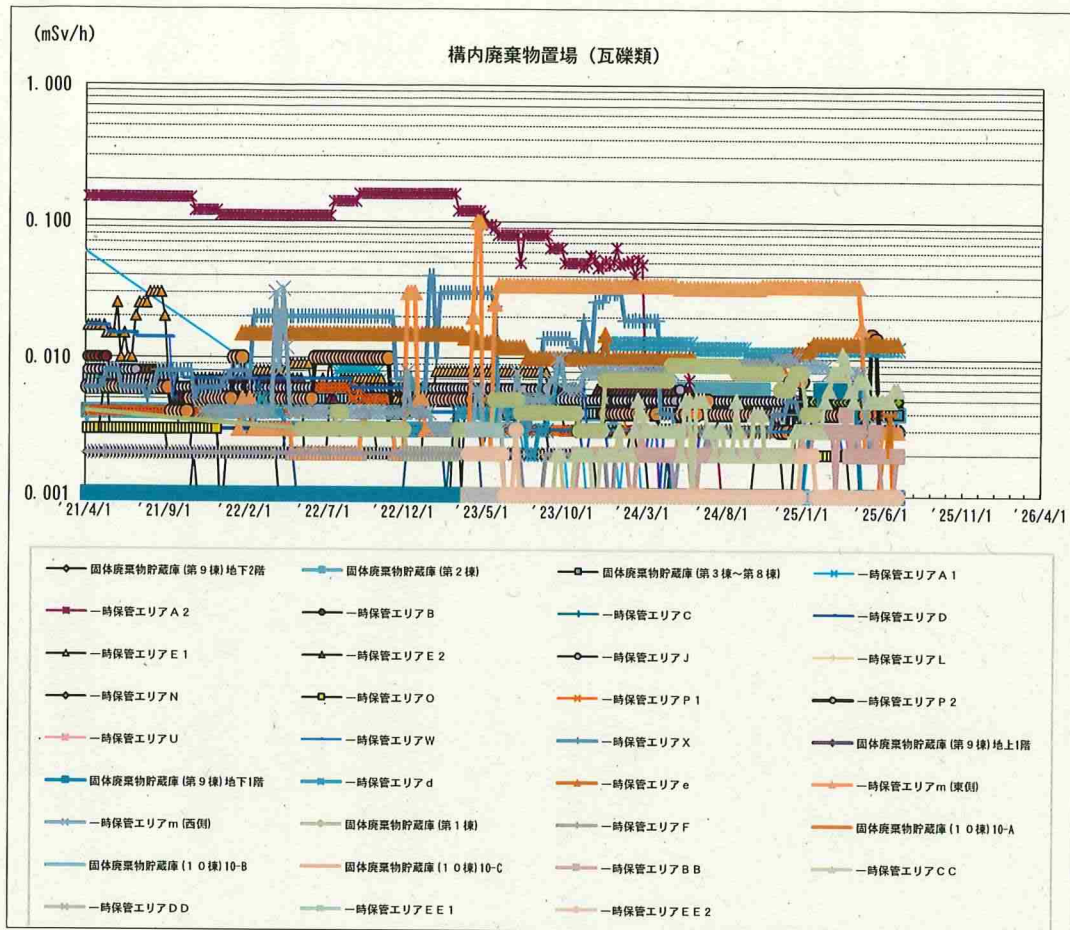 (mSv/h)
構内廃棄物置場（瓦礫類）
1.000
0.100
0.010
0.001
'21/4/1 '21/9/1 '22/2/1 '22/7/1 '22/12/1 '23/5/1 '23/10/1 '24/3/1 '24/8/1 '25/1/1 '25/6/1 '25/11/1 '26/4/1
固体廃棄物貯蔵庫(第９棟)地下2階 固体廃棄物貯蔵庫(第２棟) 固体廃棄物貯蔵庫(第３棟～第８棟) 一時保管エリアＡ１
一時保管エリアＡ２ 一時保管エリアＢ 一時保管エリアＣ 一時保管エリアＤ
一時保管エリアＥ１ 一時保管エリアＥ２ 一時保管エリアＪ 一時保管エリアＬ
一時保管エリアＮ 一時保管エリアＯ 一時保管エリアＰ１ 一時保管エリアＰ２
一時保管エリアＵ 一時保管エリアＷ 一時保管エリアＸ 固体廃棄物貯蔵庫(第９棟)地上1階
固体廃棄物貯蔵庫(第９棟)地下1階 一時保管エリアｄ 一時保管エリアｅ 一時保管エリアｍ(東側)
一時保管エリアｍ(西側) 固体廃棄物貯蔵庫(第１棟) 一時保管エリアＦ 固体廃棄物貯蔵庫(１０棟)10-A
固体廃棄物貯蔵庫(１０棟)10-B 固体廃棄物貯蔵庫(１０棟)10-C 一時保管エリアＢＢ 一時保管エリアＣＣ
一時保管エリアＤＤ 一時保管エリアＥＥ１ 一時保管エリアＥＥ２